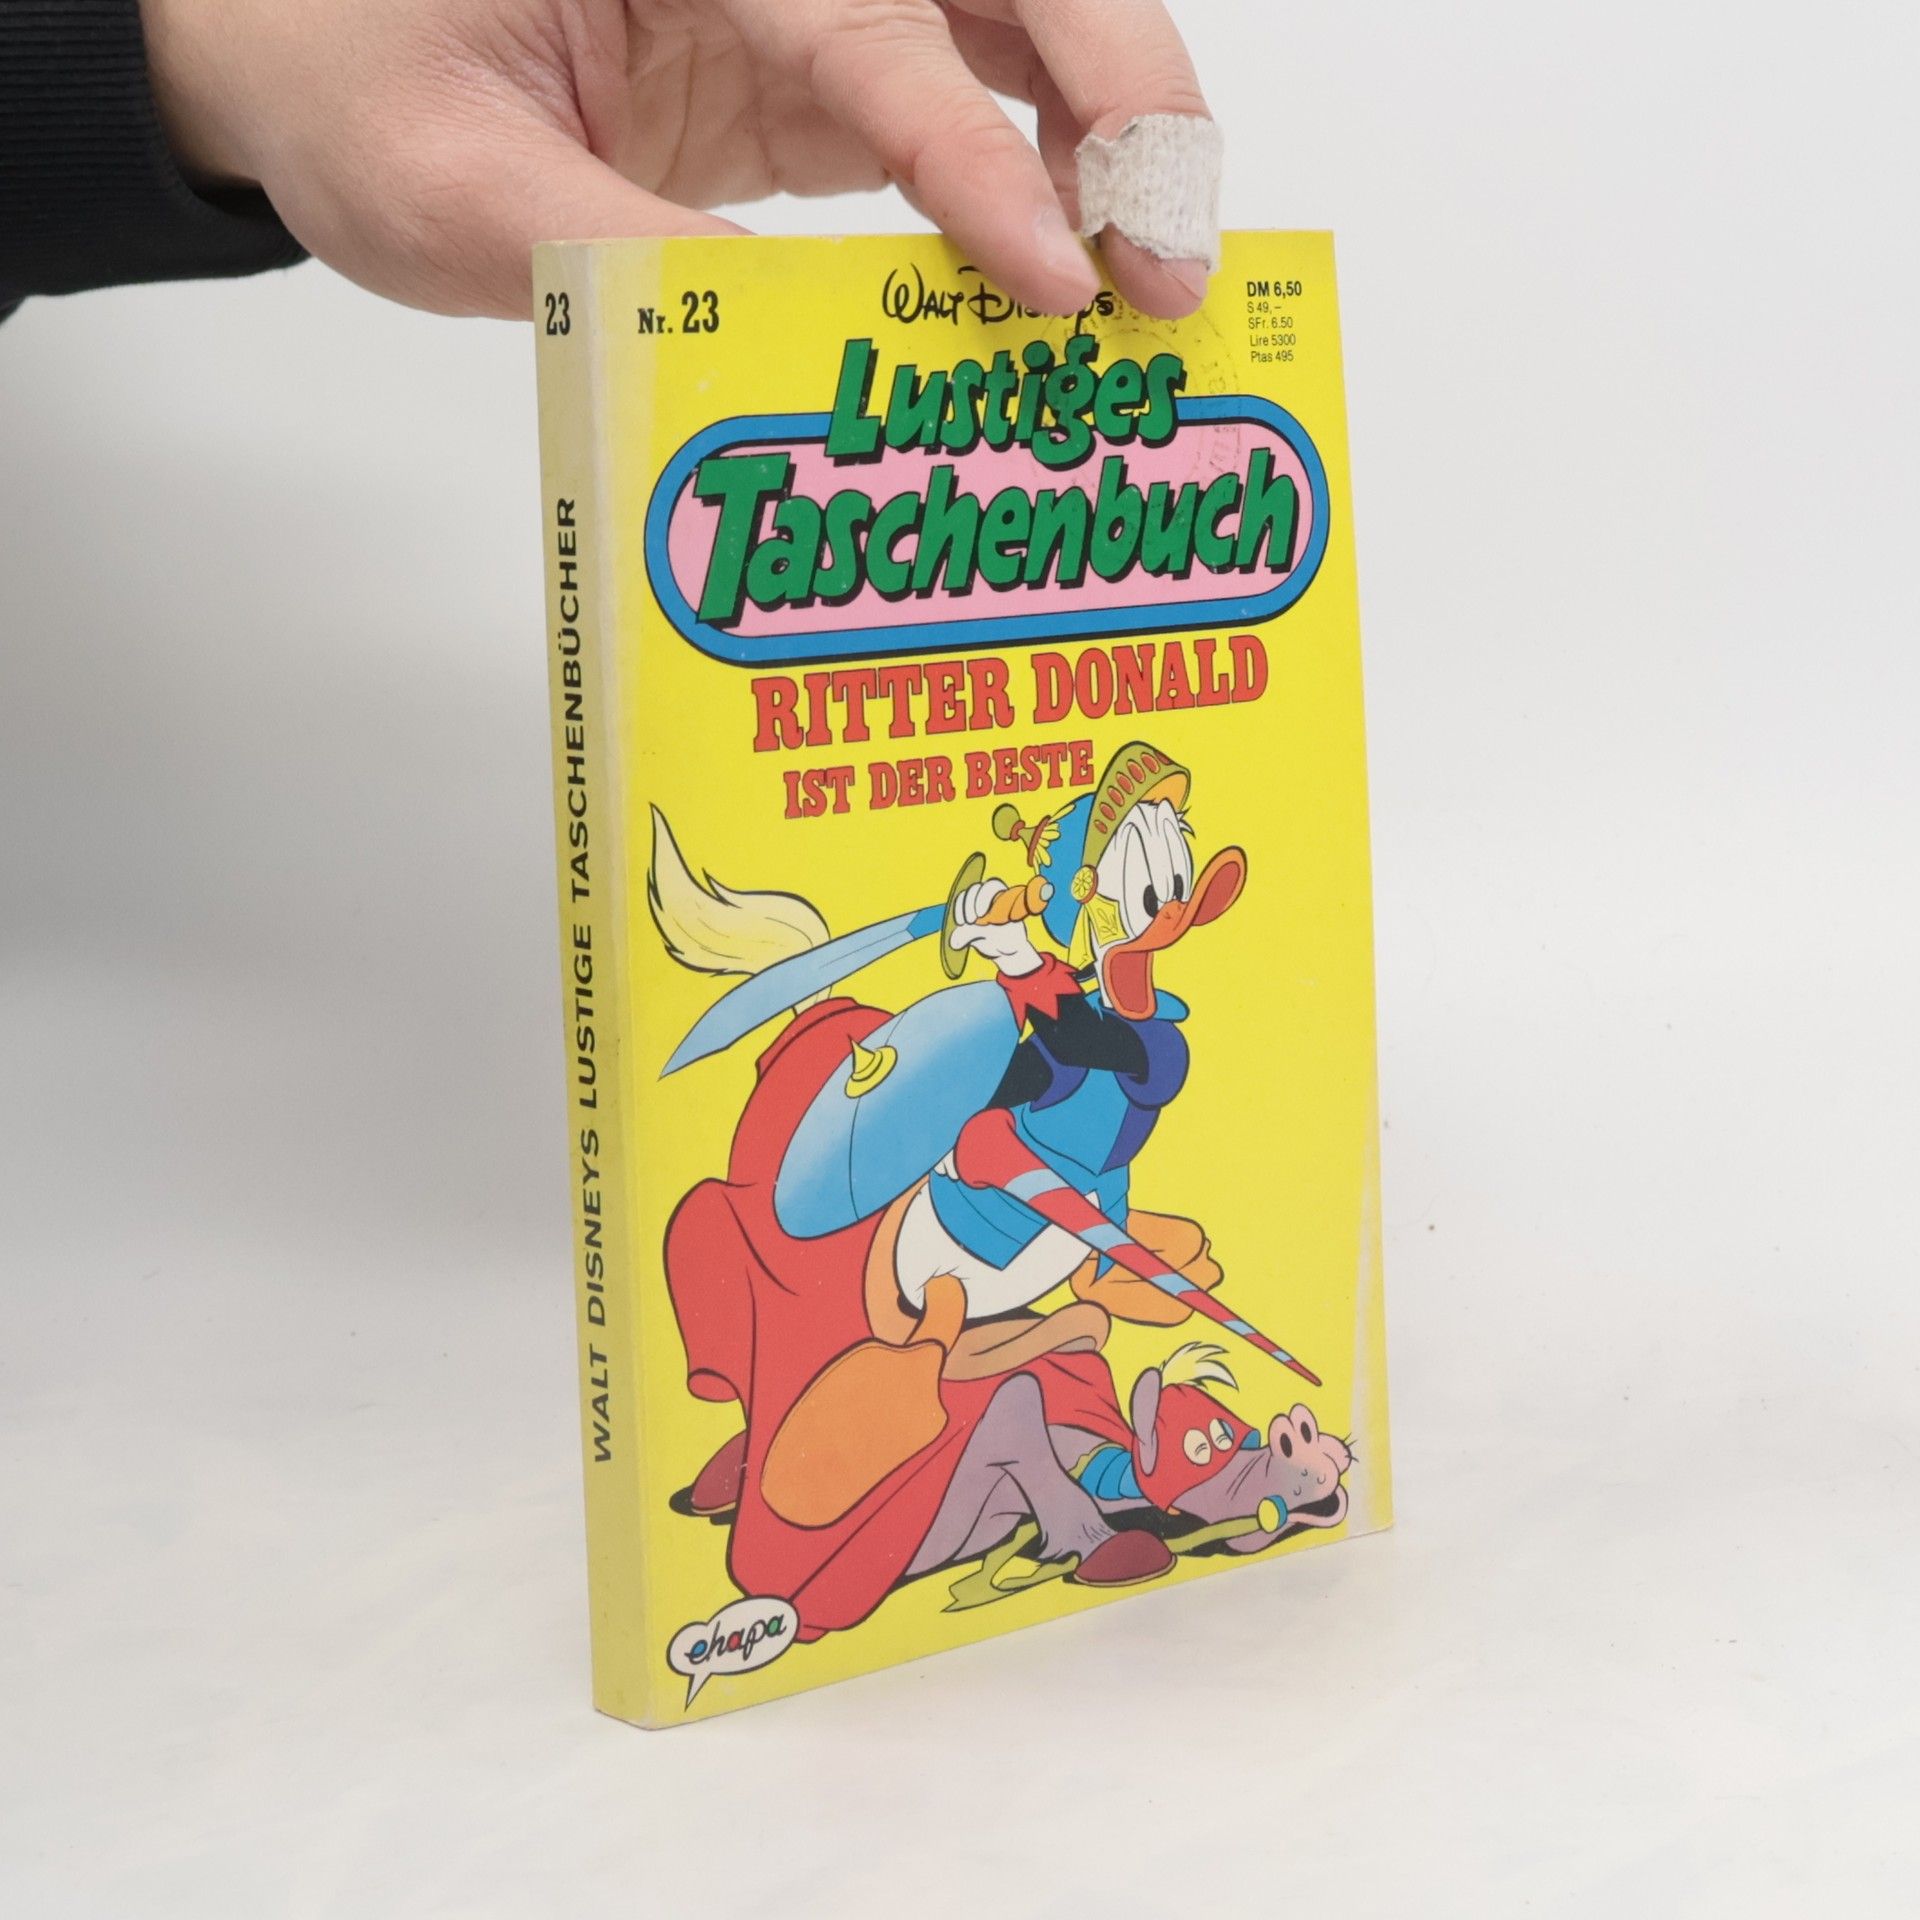 23
WALT DISNEYS LUSTIGE TASCHENBÜCHER
Nr. 23
WALT DISNEYS
DM 6,50
S 49,–
SFr. 6.50
Lire 5300
Ptas 495
Lustiges
Taschenbuch
RITTER DONALD
IST DER BESTE
ehapa